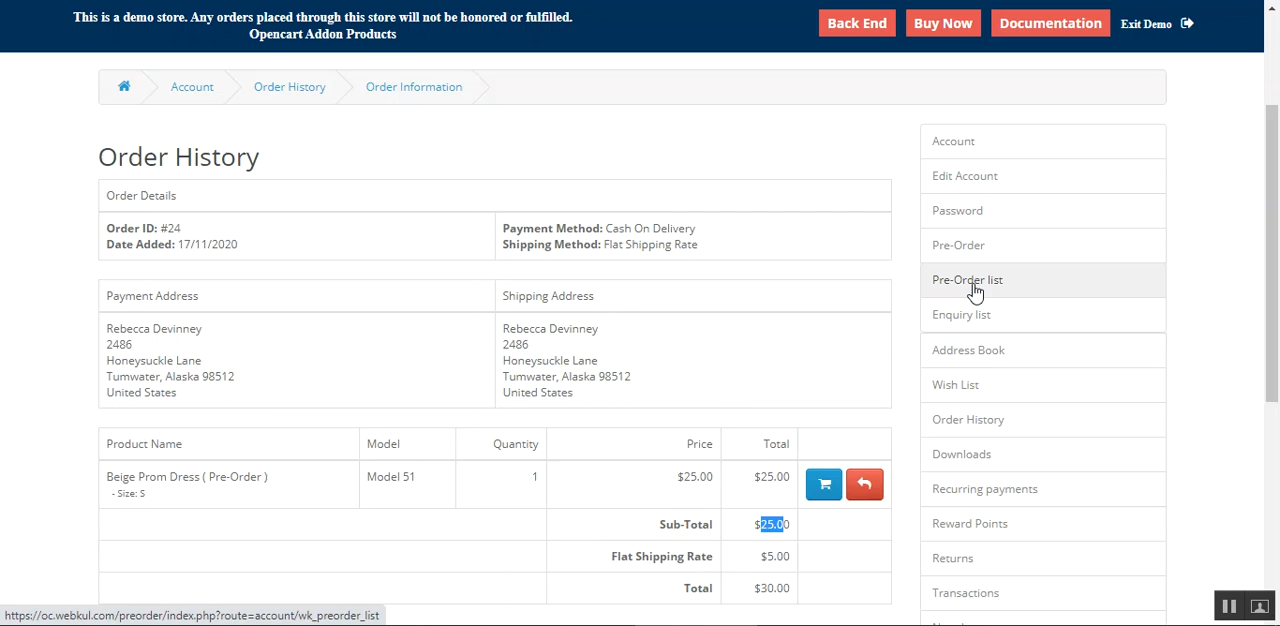 This is a demo store. Any orders placed through this store will not be honored or fulfilled.
Opencart Addon Products
Back End
Buy Now
Documentation
Exit Demo
Account
Order History
Order Information
Order History
Order Details
Order ID: #24
Date Added: 17/11/2020
Payment Method: Cash On Delivery
Shipping Method: Flat Shipping Rate
Payment Address
Shipping Address
Rebecca Devinney
2486
Honeysuckle Lane
Tumwater, Alaska 98512
United States
Rebecca Devinney
2486
Honeysuckle Lane
Tumwater, Alaska 98512
United States
Product Name
Model
Quantity
Price
Total
Beige Prom Dress ( Pre-Order )
- Size: S
Model 51
1
$25.00
$25.00
Sub-Total
$25.00
Flat Shipping Rate
$5.00
Total
$30.00
Account
Edit Account
Password
Pre-Order
Pre-Order list
Enquiry list
Address Book
Wish List
Order History
Downloads
Recurring payments
Reward Points
Returns
Transactions
https://oc.webkul.com/preorder/index.php?route=account/wk_preorder_list